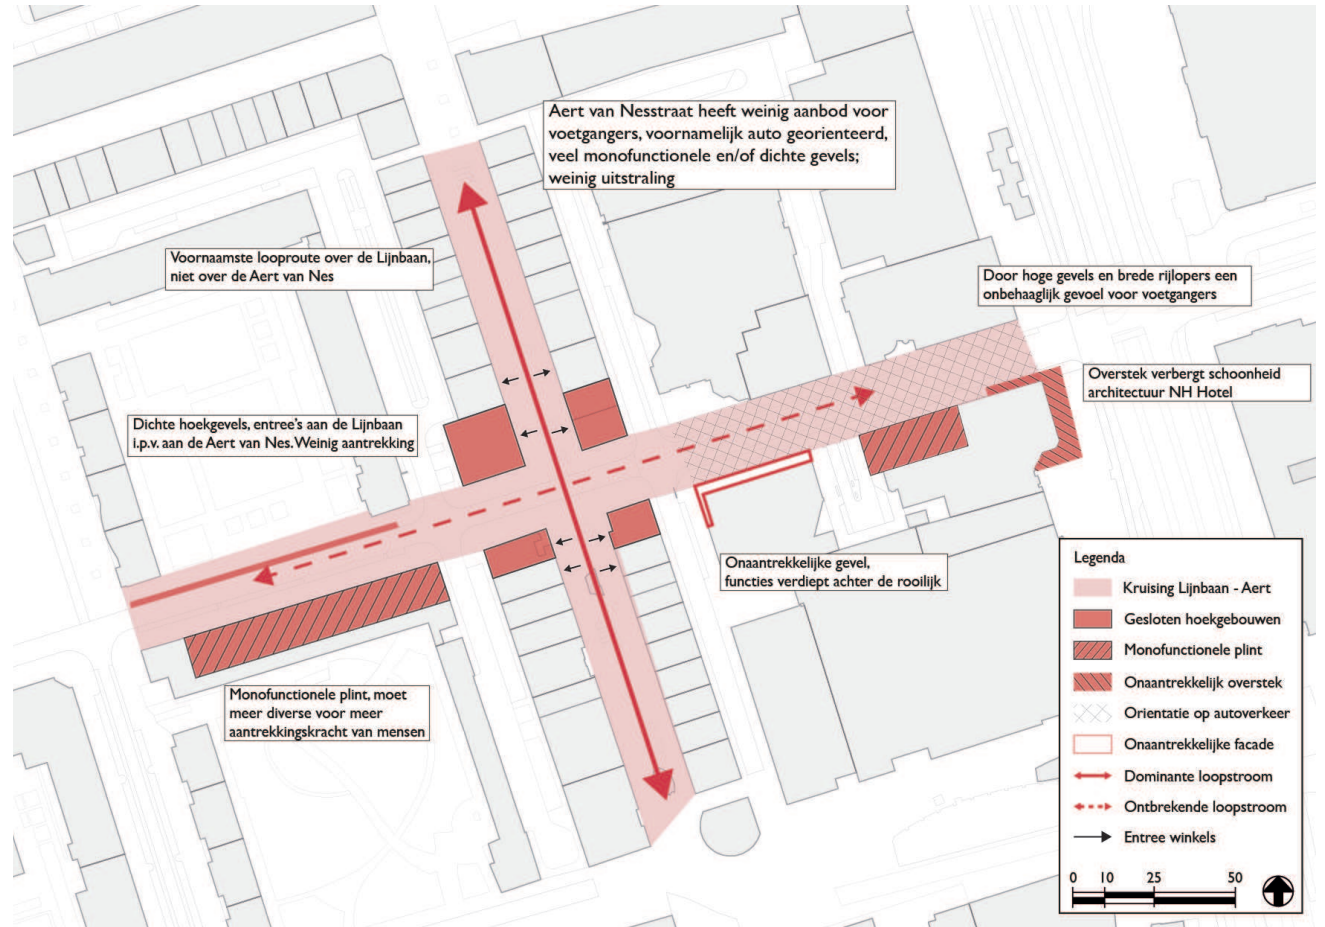 Aert van Nesstraat heeft weinig aanbod voor
voetgangers, voornamelijk auto georienteerd,
veel monofunctionele en/of dichte gevels;
weinig uitstraling
Voornaamste looproute over de Lijnbaan,
niet over de Aert van Nes
Door hoge gevels en brede rijlopers een
onbehaaglijk gevoel voor voetgangers
Overstek verbergt schoonheid
architectuur NH Hotel
Dichte hoekgevels, entree's aan de Lijnbaan
i.p.v. aan de Aert van Nes. Weinig aantrekking
Onaantrekkelijke gevel,
functies verdiept achter de rooilijk
Monofunctionele plint, moet
meer diverse voor meer
aantrekkingskracht van mensen
Legenda
Kruising Lijnbaan - Aert
Gesloten hoekgebouwen
Monofunctionele plint
Onaantrekkelijk overstek
Orientatie op autoverkeer
Onaantrekkelijke facade
Dominante loopstroom
Ontbrekende loopstroom
Entree winkels
0 10 25 50